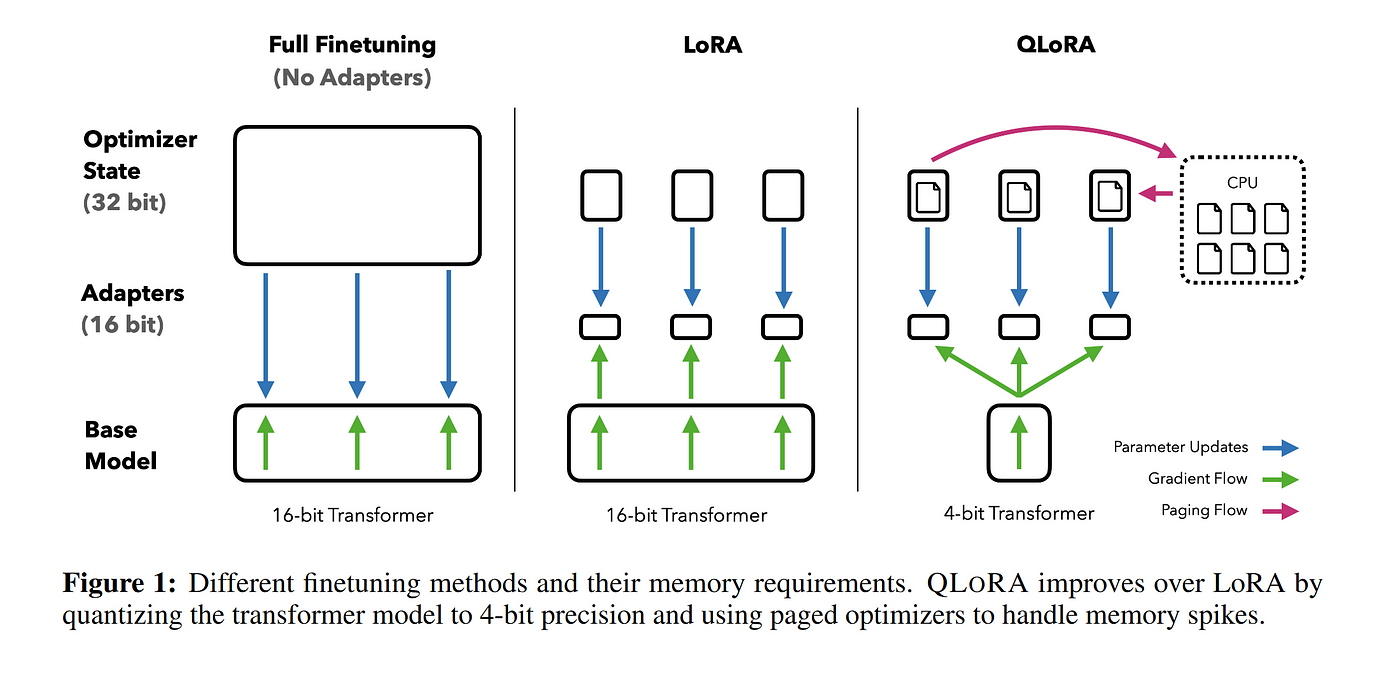 Full Finetuning
(No Adapters)
LoRA
QLoRA
Optimizer
State
(32 bit)
CPU
Adapters
(16 bit)
Base
Model
Parameter Updates
Gradient Flow
Paging Flow
16-bit Transformer
16-bit Transformer
4-bit Transformer
Figure 1: Different finetuning methods and their memory requirements. QLORA improves over LoRA by
quantizing the transformer model to 4-bit precision and using paged optimizers to handle memory spikes.